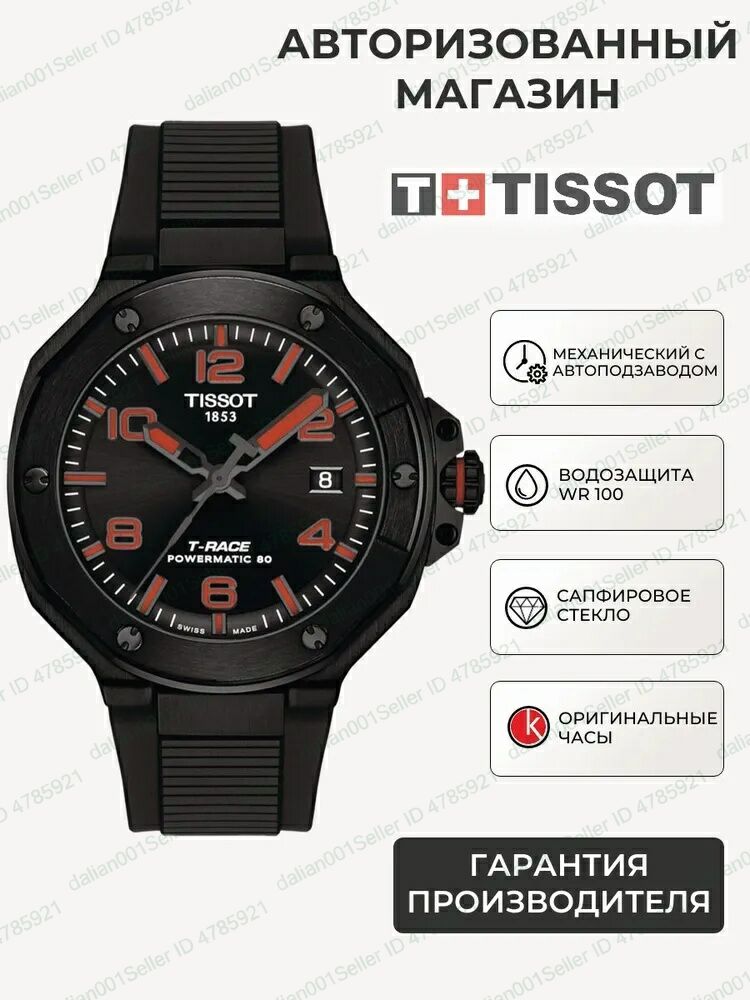 АВТОРИЗОВАННЫЙ
МАГАЗИН
T+TISSOT
12
TISSOT
1853
10
2
8
8
4
6
T-RACE
POWERMATIC 80
SWISS MADE
МЕХАНИЧЕСКИЙ С
АВТОПОДЗАВОДОМ
ВОДОЗАЩИТА
WR 100
САПФИРОВОЕ
СТЕКЛО
k
ОРИГИНАЛЬНЫЕ
ЧАСЫ
ГАРАНТИЯ
ПРОИЗВОДИТЕЛЯ
dalian001Seller ID 4785921